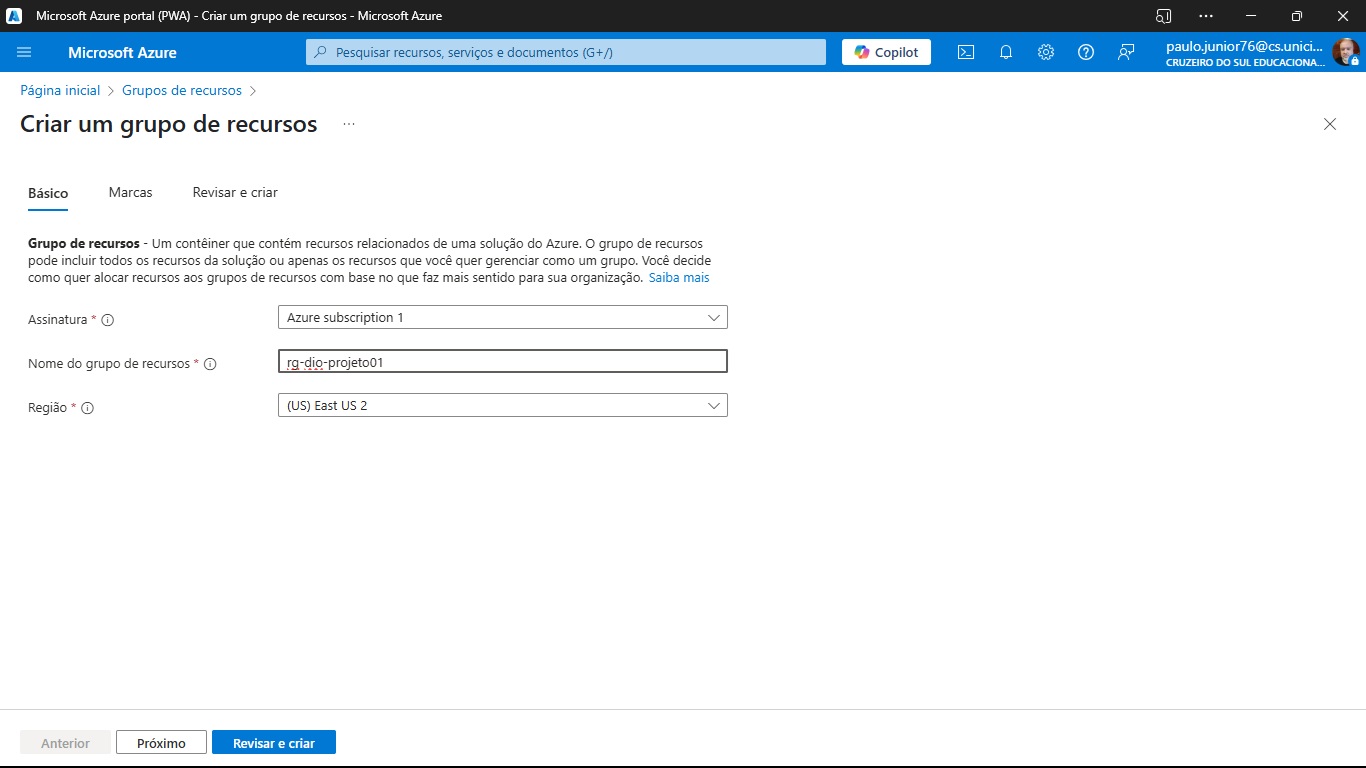 Microsoft Azure portal (PWA) - Criar um grupo de recursos - Microsoft Azure
Microsoft Azure
Pesquisar recursos, serviços e documentos (G+/)
Copilot
paulo.junior76@cs.unici...
CRUZEIRO DO SUL EDUCACIONA...
Página inicial > Grupos de recursos >
Criar um grupo de recursos ...
Básico Marcas Revisar e criar
Grupo de recursos - Um contêiner que contém recursos relacionados de uma solução do Azure. O grupo de recursos
pode incluir todos os recursos da solução ou apenas os recursos que você quer gerenciar como um grupo. Você decide
como quer alocar recursos aos grupos de recursos com base no que faz mais sentido para sua organização. Saiba mais
Assinatura * Azure subscription 1
Nome do grupo de recursos * rg-dio-projeto01
Região * (US) East US 2
Anterior Próximo Revisar e criar